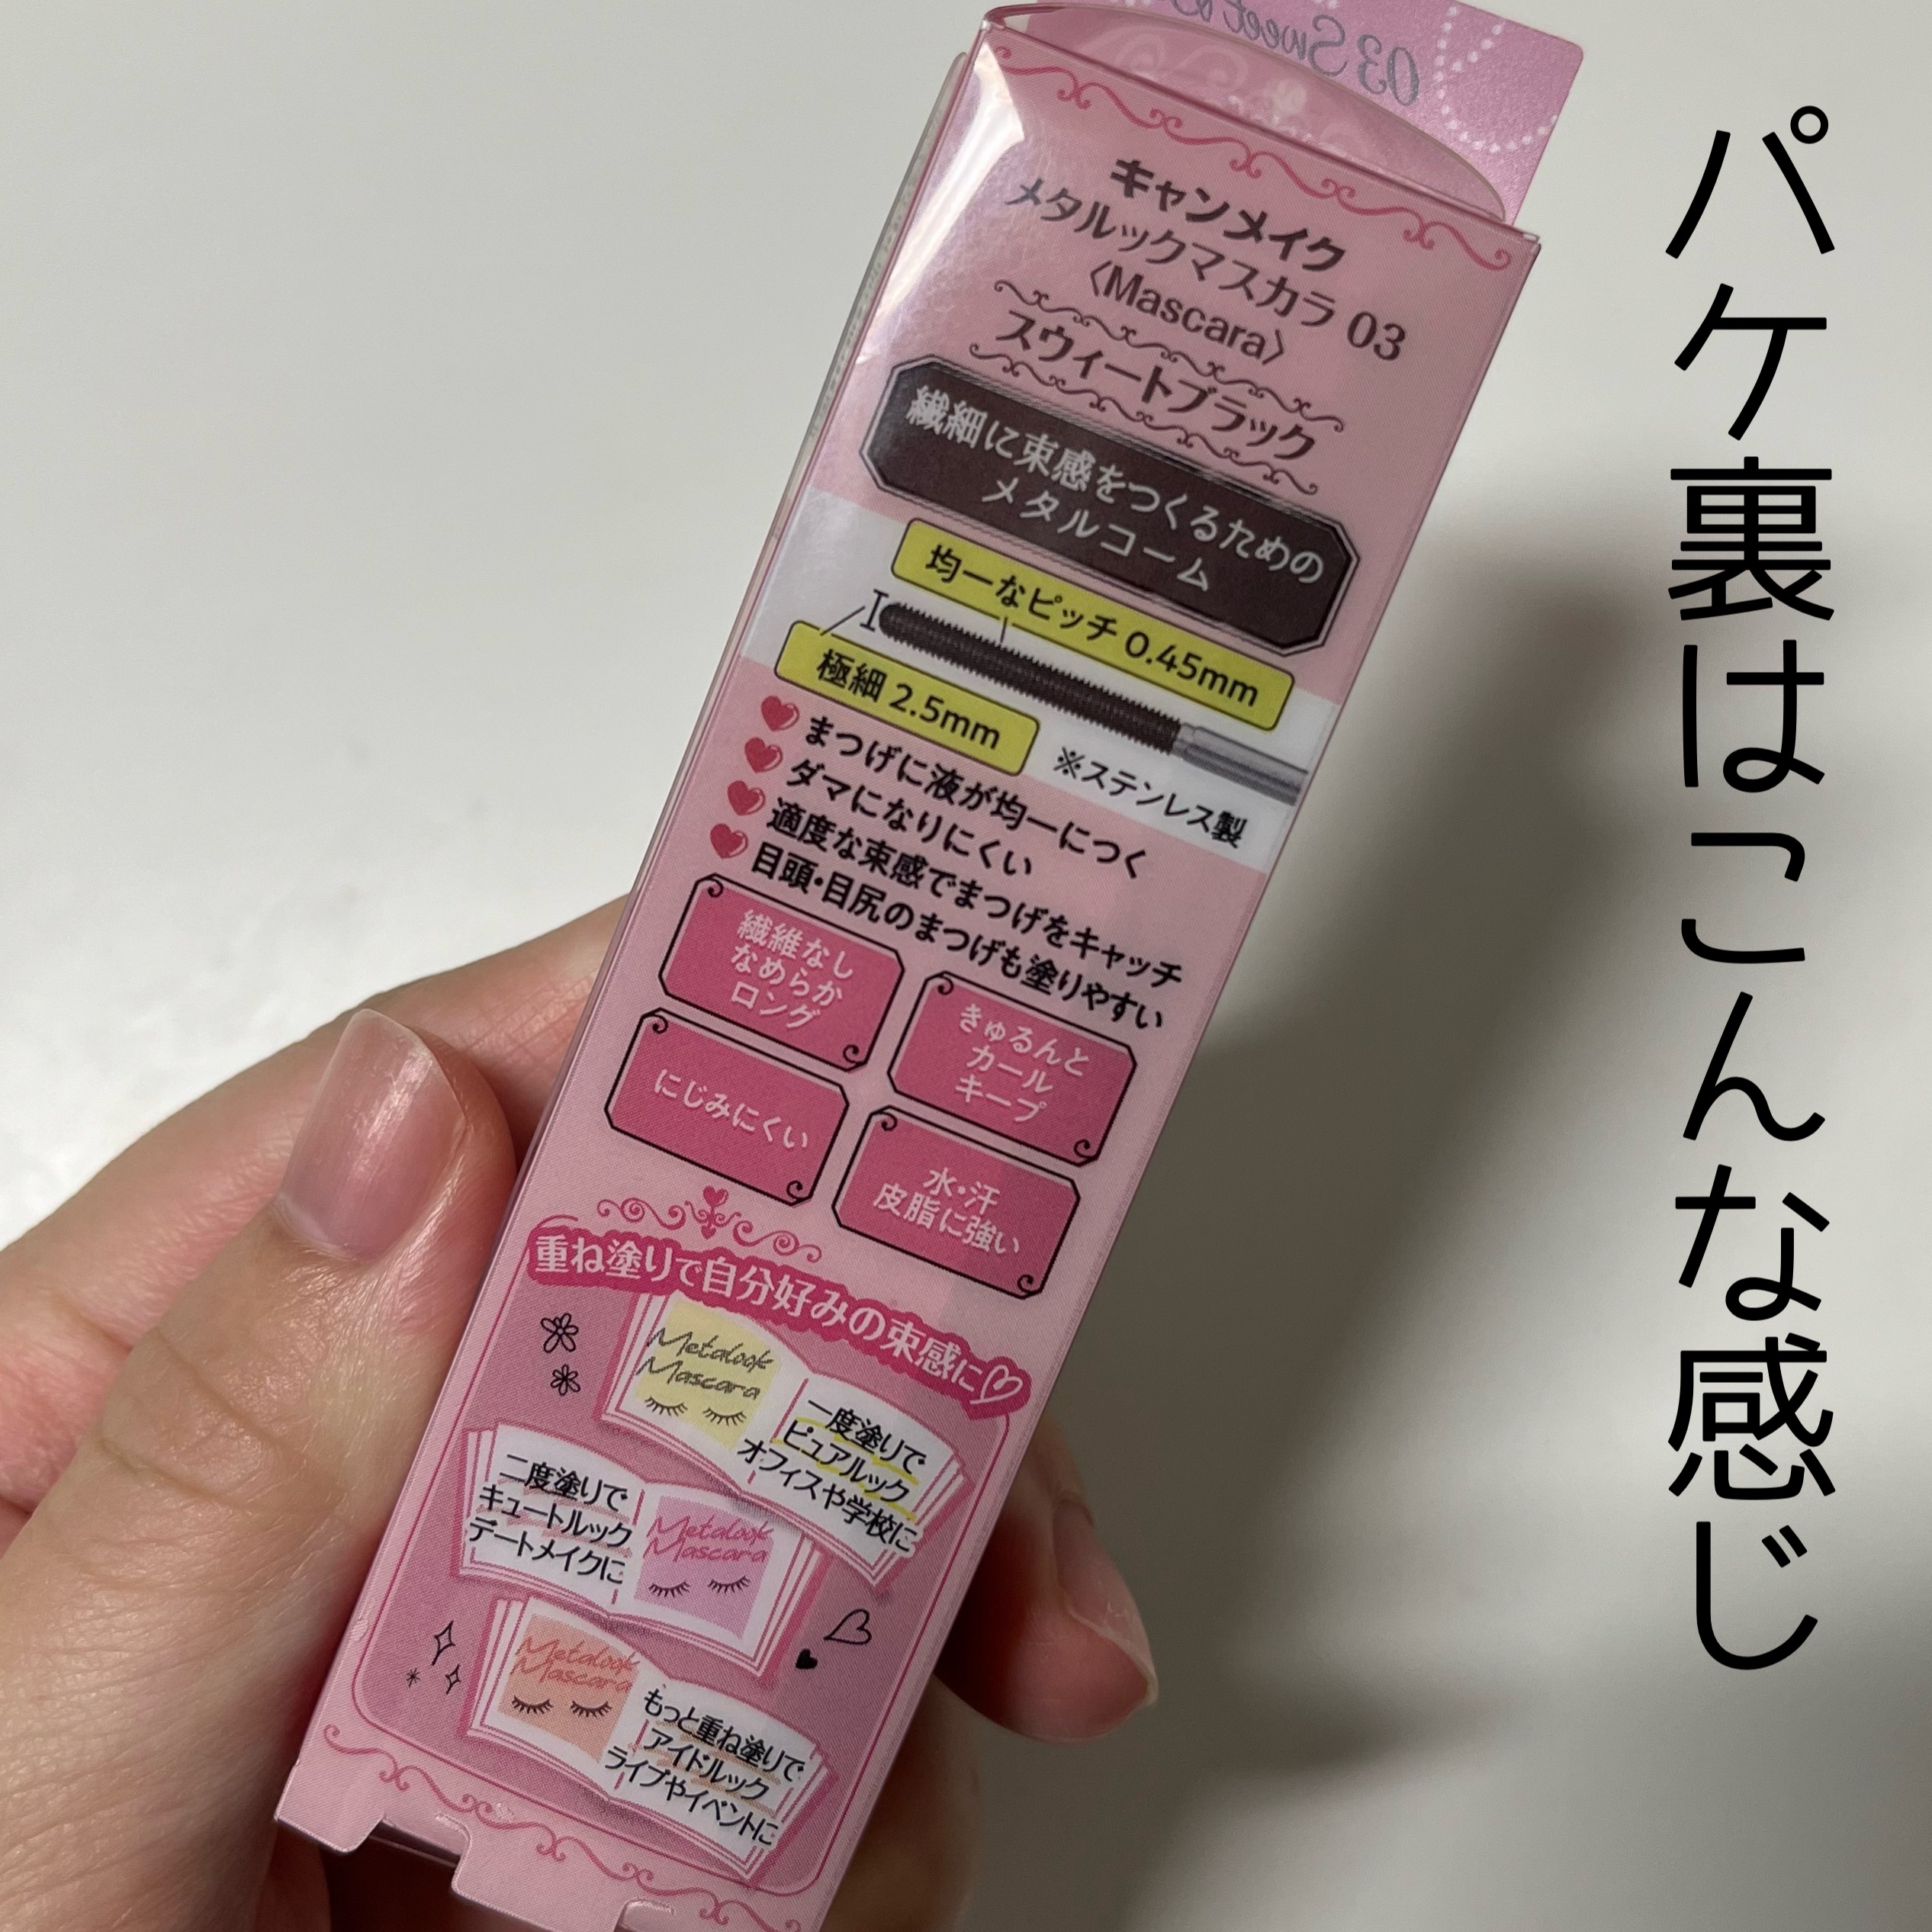 パケ裏はこんな感じ
03 Sweet
キャンメイク
メタルックマスカラ 03
〈Mascara〉
スウィートブラック
繊細に束感をつくるための
メタルコーム
均一なピッチ 0.45mm
極細 2.5mm
※ステンレス製
まつげに液が均一につく
ダマになりにくい
適度な束感でまつげをキャッチ
目頭・目尻のまつげも塗りやすい
繊維なし
なめらか
ロング
きゅるんと
カール
キープ
にじみにくい
水・汗
皮脂に強い
重ね塗りで自分好みの束感に
Metalook
Mascara
一度塗りで
ピュアルック
オフィスや学校に
二度塗りで
キュートルック
デートメイクに
Metalook
Mascara
Metalook
Mascara
もっと重ね塗りで
アイドルック
ライブやイベントに